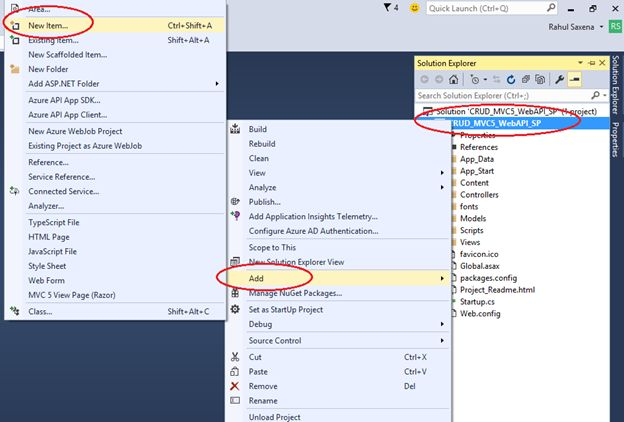 4
Quick Launch (Ctrl+Q)
Rahul Saxena
RS
Area...
New Item... Ctrl+Shift+A
Existing Item... Shift+Alt+A
New Scaffolded Item...
New Folder
Add ASP.NET Folder
Azure API App SDK...
Azure API App Client...
New Azure WebJob Project
Existing Project as Azure WebJob
Reference...
Service Reference...
Connected Service...
Analyzer...
TypeScript File
HTML Page
JavaScript File
Style Sheet
Web Form
MVC 5 View Page (Razor)
Class... Shift+Alt+C
Build
Rebuild
Clean
View
Analyze
Publish...
Add Application Insights Telemetry...
Configure Azure AD Authentication...
Scope to This
New Solution Explorer View
Add
Manage NuGet Packages...
Set as StartUp Project
Debug
Source Control
Cut Ctrl+X
Paste Ctrl+V
Remove Del
Rename
Unload Project
Solution Explorer
Search Solution Explorer (Ctrl+;)
Solution 'CRUD_MVC5_WebAPI_SP' (1 project)
CRUD_MVC5_WebAPI_SP
Properties
References
App_Data
App_Start
Content
Controllers
fonts
Models
Scripts
Views
favicon.ico
Global.asax
packages.config
Project_Readme.html
Startup.cs
Web.config
Solution Explorer
Properties